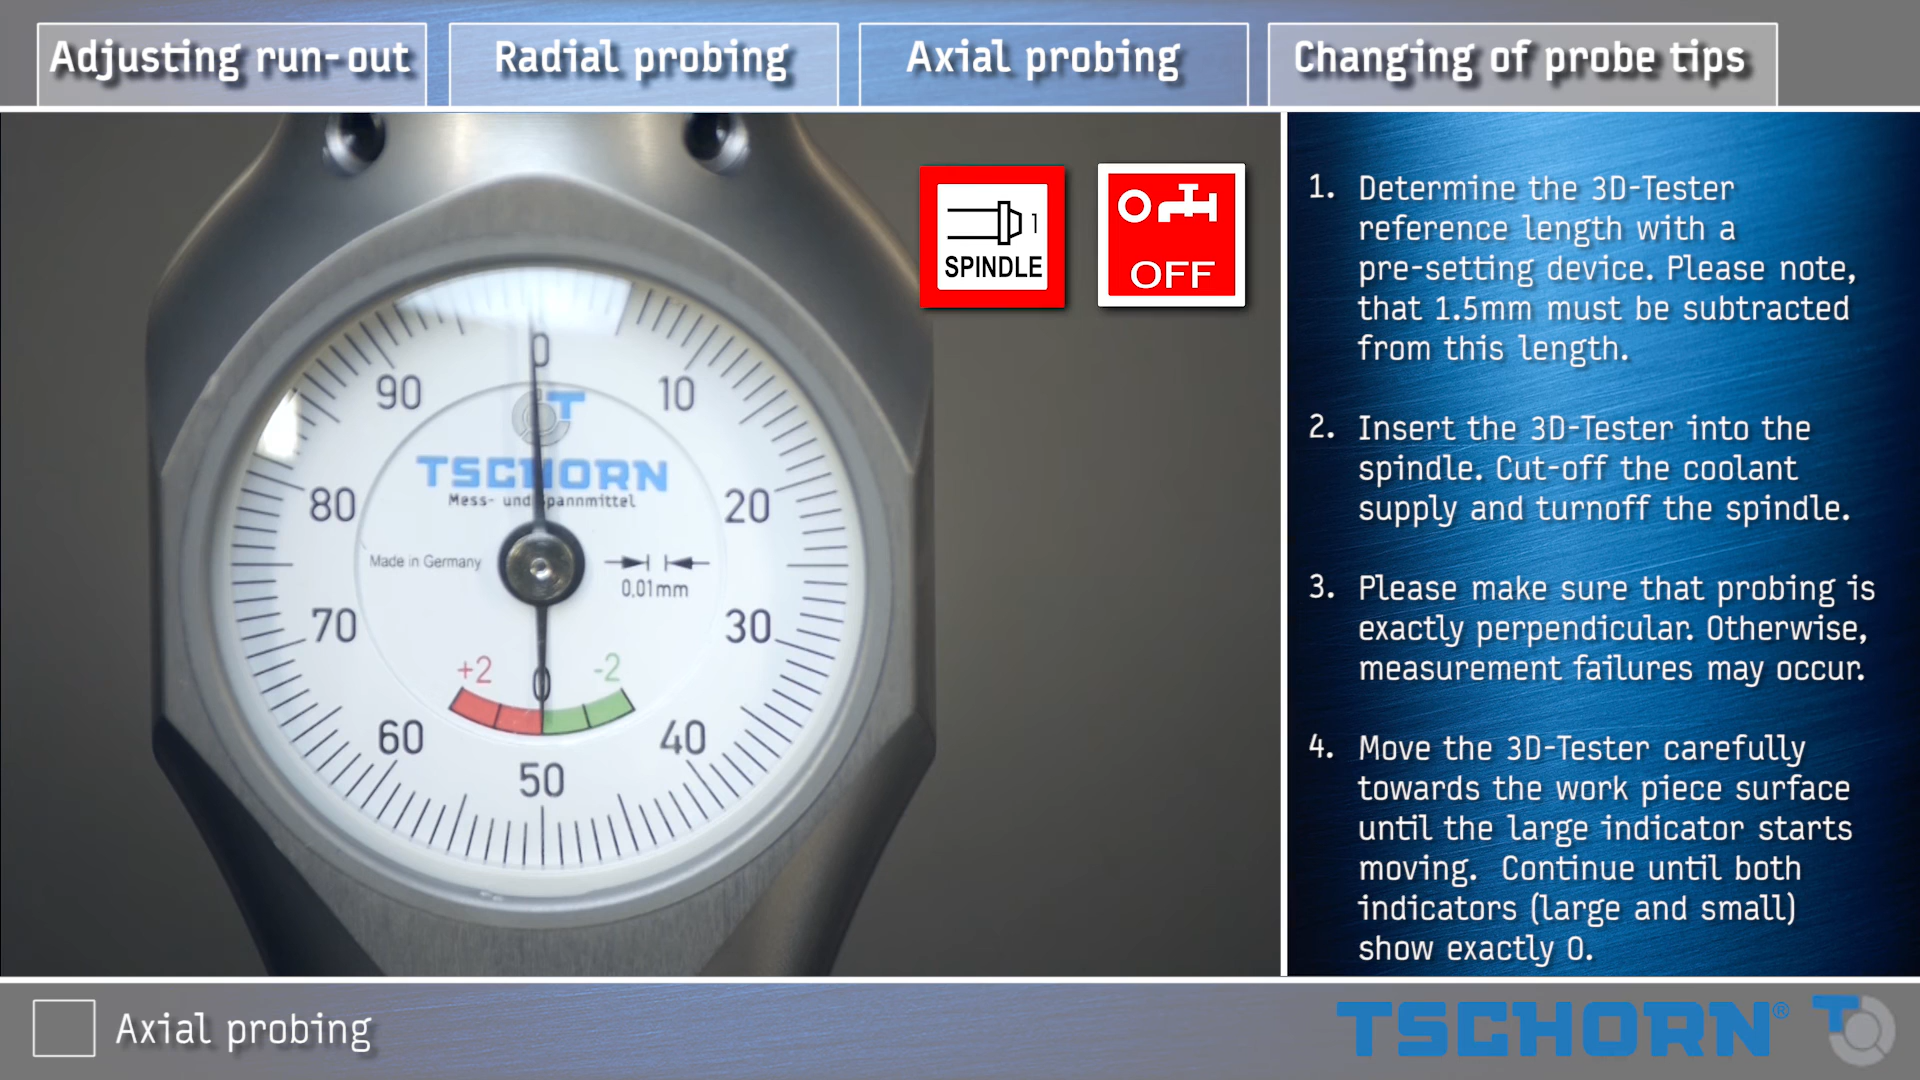 Adjusting run-out
Radial probing
Axial probing
Changing of probe tips
SPINDLE
1
OFF
0
90
10
TSCHORN
Mess- und Spannmittel
80
20
Made in Germany
0,01mm
70
30
+2
-2
0
60
40
50
1. Determine the 3D-Tester
reference length with a
pre-setting device. Please note,
that 1.5mm must be subtracted
from this length.
2. Insert the 3D-Tester into the
spindle. Cut-off the coolant
supply and turnoff the spindle.
3. Please make sure that probing is
exactly perpendicular. Otherwise,
measurement failures may occur.
4. Move the 3D-Tester carefully
towards the work piece surface
until the large indicator starts
moving. Continue until both
indicators (large and small)
show exactly 0.
Axial probing
TSCHORN®